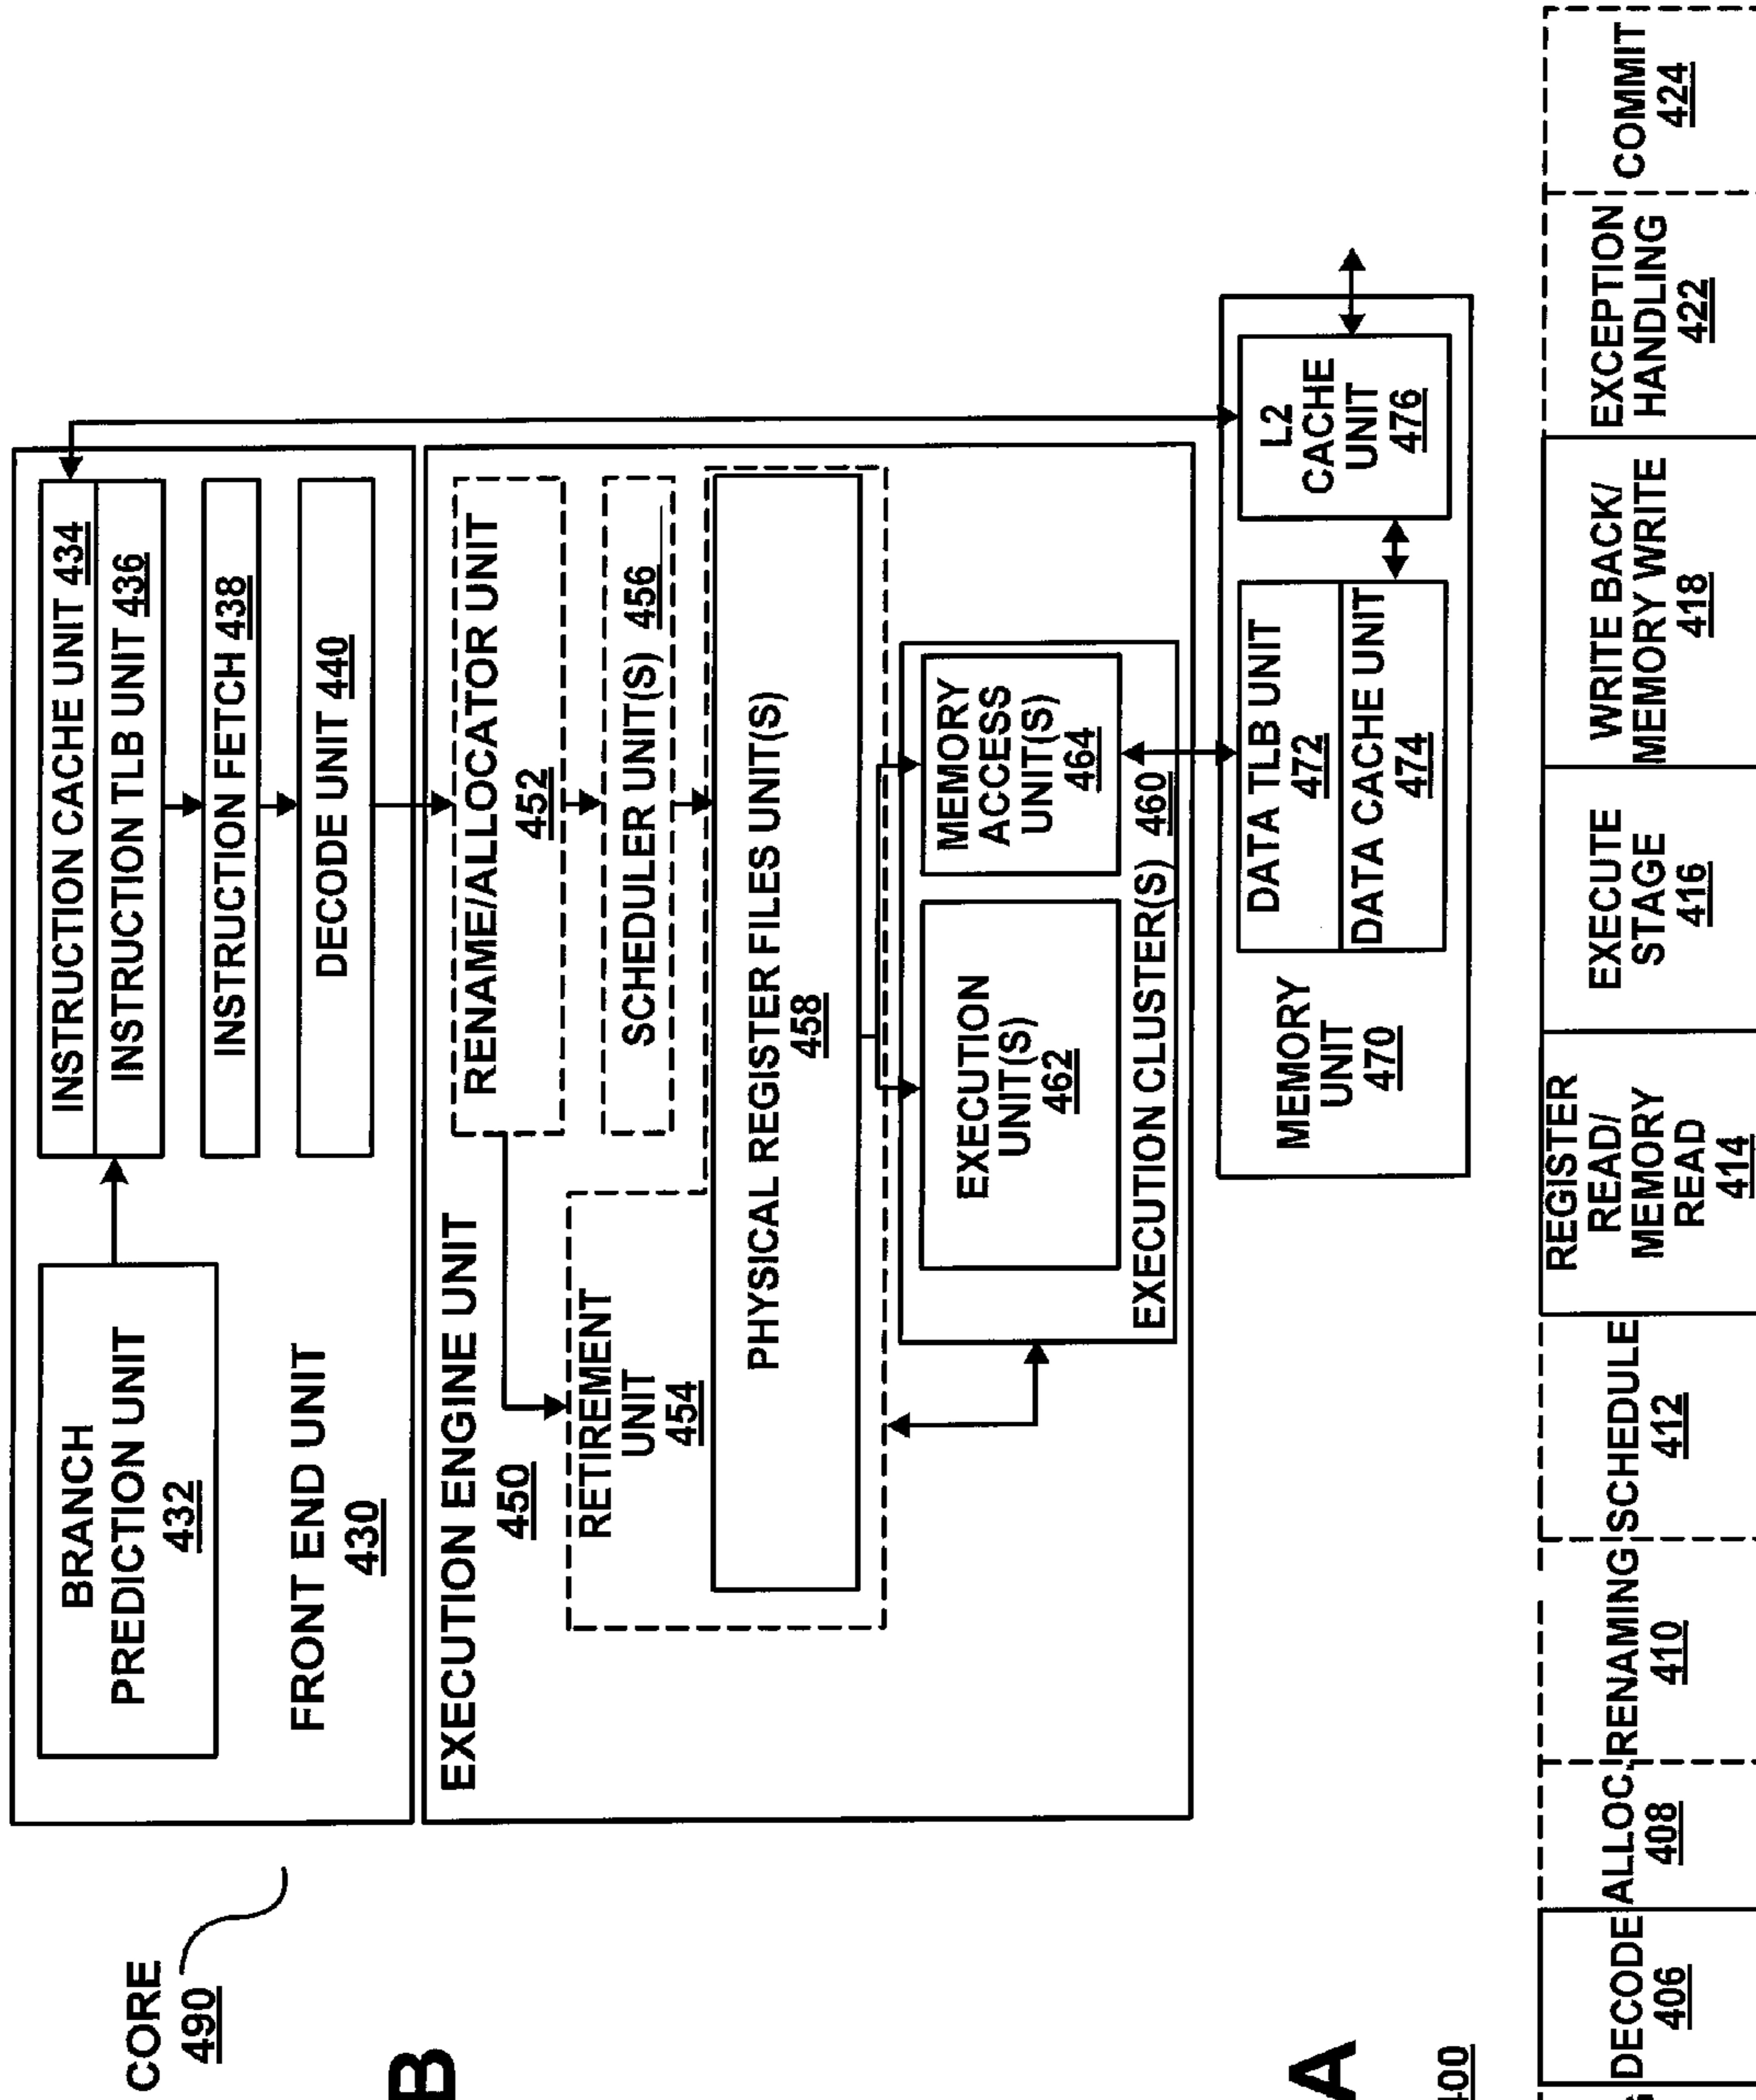 CORE
490
BRANCH
PREDICTION UNIT
432
FRONT END UNIT
430
INSTRUCTION CACHE UNIT 434
INSTRUCTION TLB UNIT 436
INSTRUCTION FETCH 438
DECODE UNIT 440
B
EXECUTION ENGINE UNIT
450
RENAME/ALLOCATOR UNIT
452
SCHEDULER UNIT(S) 456
RETIREMENT
UNIT
454
PHYSICAL REGISTER FILES UNIT(S)
458
EXECUTION
UNIT(S)
462
MEMORY
ACCESS
UNIT(S)
464
EXECUTION CLUSTER(S) 460
MEMORY
UNIT
470
DATA TLB UNIT
472
DATA CACHE UNIT
474
L2
CACHE
UNIT
476
A
400
DECODE
406
ALLOC.
408
RENAMING
410
SCHEDULE
412
REGISTER
READ/
MEMORY
READ
414
EXECUTE
STAGE
416
WRITE BACK/
MEMORY WRITE
418
EXCEPTION
HANDLING
422
COMMIT
424